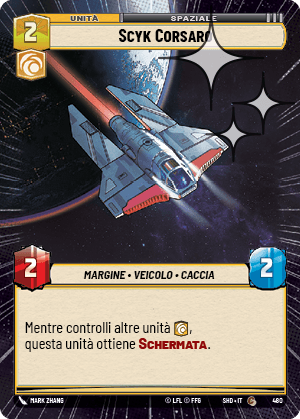 UNITÀ
SPAZIALE
2
SCYK CORSARO
2
MARGINE • VEICOLO • CACCIA
2
Mentre controlli altre unità ,
questa unità ottiene SCHERMATA.
MARK ZHANG
© LFL © FFG
SHD • IT
480